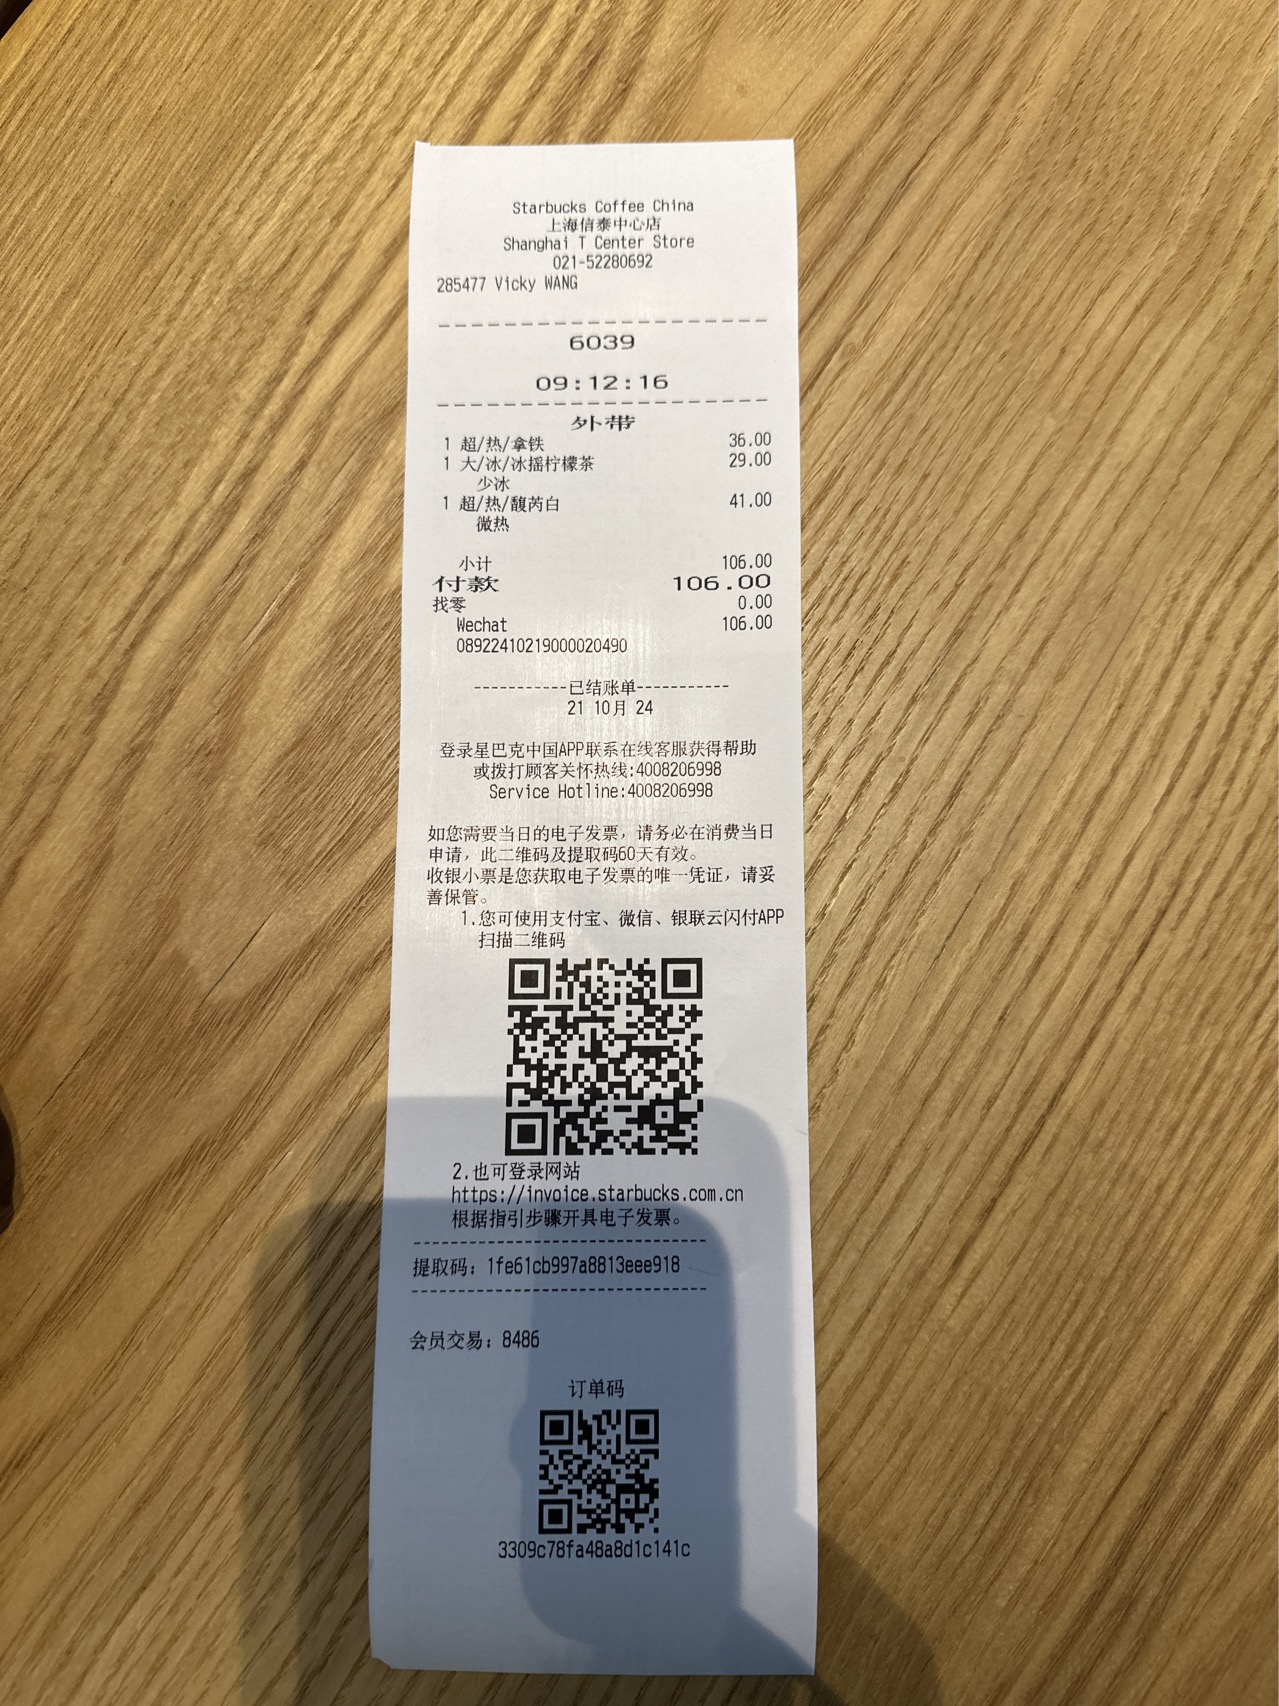 Starbucks Coffee China
上海信泰中心店
Shanghai T Center Store
021-52280692
285477 Vicky WANG
6039
09:12:16
外带
1 超/热/拿铁 36.00
1 大/冰/冰摇柠檬茶 29.00
少冰
1 超/热/馥芮白 41.00
微热
小计 106.00
付款 106.00
找零 0.00
Wechat 106.00
08922410219000020490
-----------已结账单-----------
21 10月 24
登录星巴克中国APP联系在线客服获得帮助
或拨打顾客关怀热线:4008206998
Service Hotline:4008206998
如您需要当日的电子发票，请务必在消费当日
申请，此二维码及提取码60天有效。
收银小票是您获取电子发票的唯一凭证，请妥
善保管。
1.您可使用支付宝、微信、银联云闪付APP
扫描二维码
2.也可登录网站
https://invoice.starbucks.com.cn
根据指引步骤开具电子发票。
提取码：1fe61cb997a8813eee918
会员交易：8486
订单码
3309c78fa48a8d1c141c